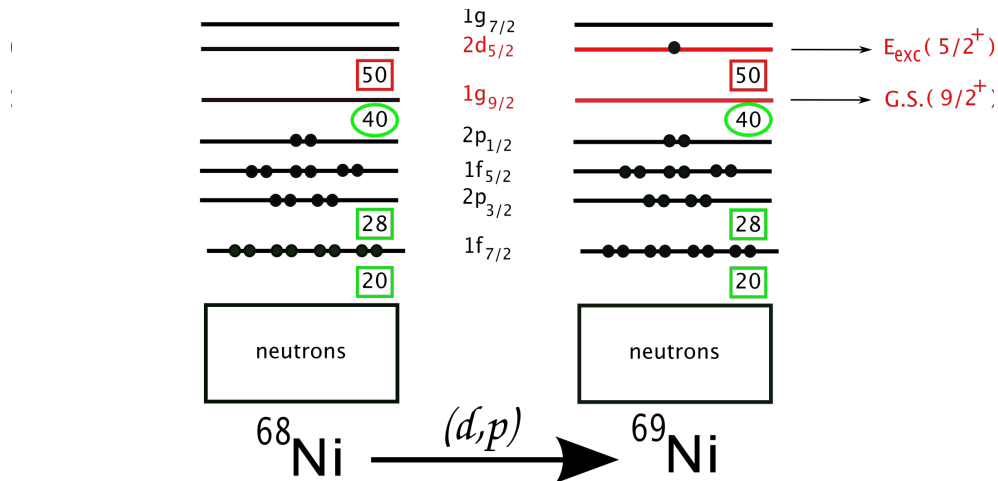 1g7/2
2d5/2
E_exc(5/2^+)
50
50
1g9/2
G.S.(9/2^+)
40
40
2p1/2
1f5/2
2p3/2
28
28
1f7/2
20
20
neutrons
neutrons
68Ni
(d,p)
69Ni